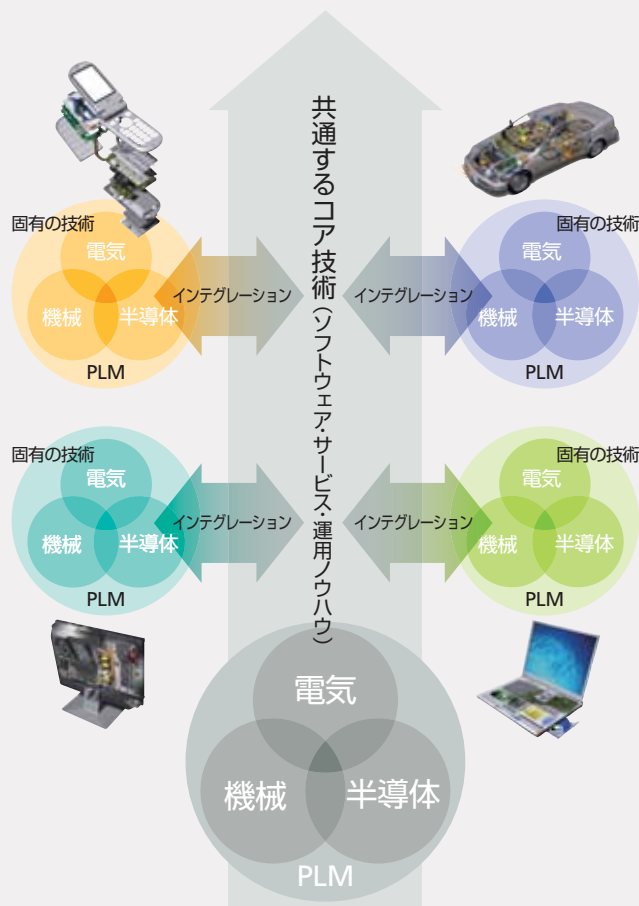 共通するコア技術(ソフトウェア・サービス・運用ノウハウ)
固有の技術
電気
機械
半導体
PLM
インテグレーション
固有の技術
電気
機械
半導体
PLM
インテグレーション
固有の技術
電気
機械
半導体
PLM
インテグレーション
固有の技術
電気
機械
半導体
PLM
インテグレーション
電気
機械
半導体
PLM